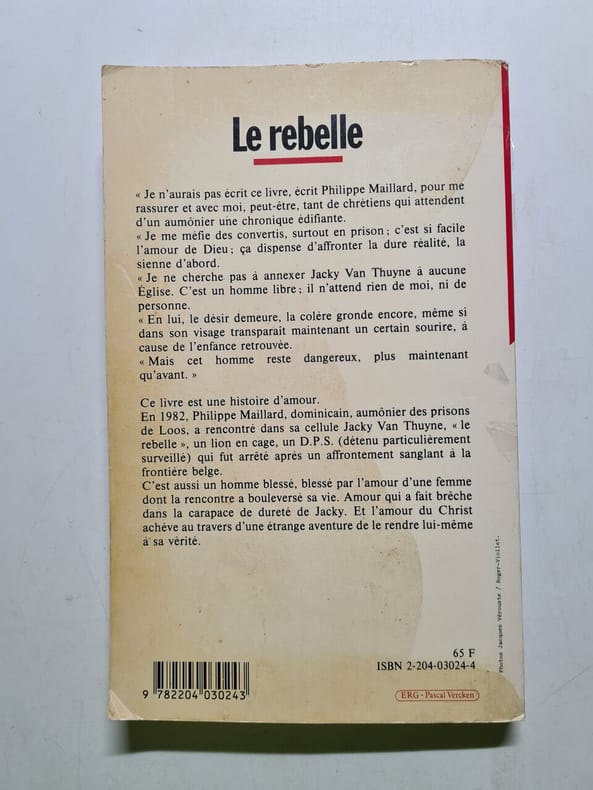 Le rebelle
« Je n'aurais pas écrit ce livre, écrit Philippe Maillard, pour me
rassurer et avec moi, peut-être, tant de chrétiens qui attendent
d'un aumônier une chronique édifiante.
« Je me méfie des convertis, surtout en prison ; c'est si facile
l'amour de Dieu ; ça dispense d'affronter la dure réalité, la
sienne d'abord.
« Je ne cherche pas à annexer Jacky Van Thuyne à aucune
Église. C'est un homme libre ; il n'attend rien de moi, ni de
personne.
« En lui, le désir demeure, la colère gronde encore, même si
dans son visage transparaît maintenant un certain sourire, à
cause de l'enfance retrouvée.
« Mais cet homme reste dangereux, plus maintenant
qu'avant. »
Ce livre est une histoire d'amour.
En 1982, Philippe Maillard, dominicain, aumônier des prisons
de Loos, a rencontré dans sa cellule Jacky Van Thuyne, « le
rebelle », un lion en cage, un D.P.S. (détenu particulièrement
surveillé) qui fut arrêté après un affrontement sanglant à la
frontière belge.
C'est aussi un homme blessé, blessé par l'amour d'une femme
dont la rencontre a bouleversé sa vie. Amour qui a fait brèche
dans la carapace de dureté de Jacky. Et l'amour du Christ
achève au travers d'une étrange aventure de le rendre lui-même
à sa vérité.
Photos Jacques Vérouste / Roger-Viollet.
65 F
ISBN 2-204-03024-4
9 782204 030243
ERG - Pascal Vercken